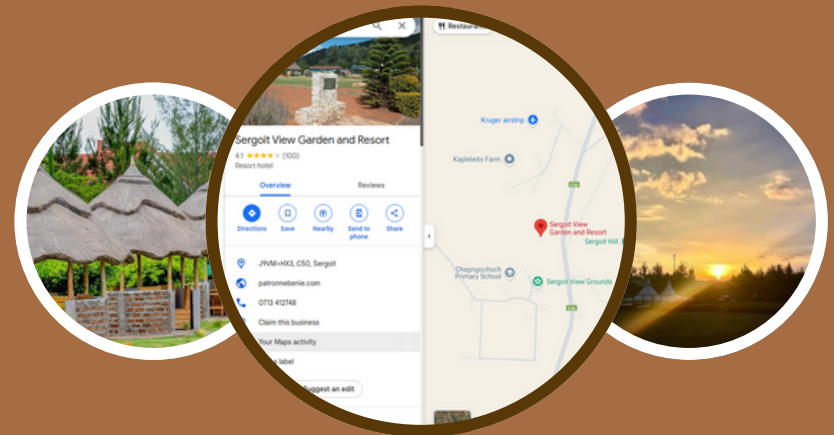 Sergoit View Garden and Resort
4.1 (100)
Resort hotel
Overview Reviews
Directions Save Nearby Send to phone Share
J9VM+HX3, C50, Sergoit
patronnebenie.com
0713 412748
Claim this business
Your Maps activity
a label
Suggest an edit
Restaurants
Kruger airstrip
Kapleleito Farm
Sergoit View
Garden and Resort
Sergoit Hill
Chepngochoch
Primary School
Sergoit View Grounds